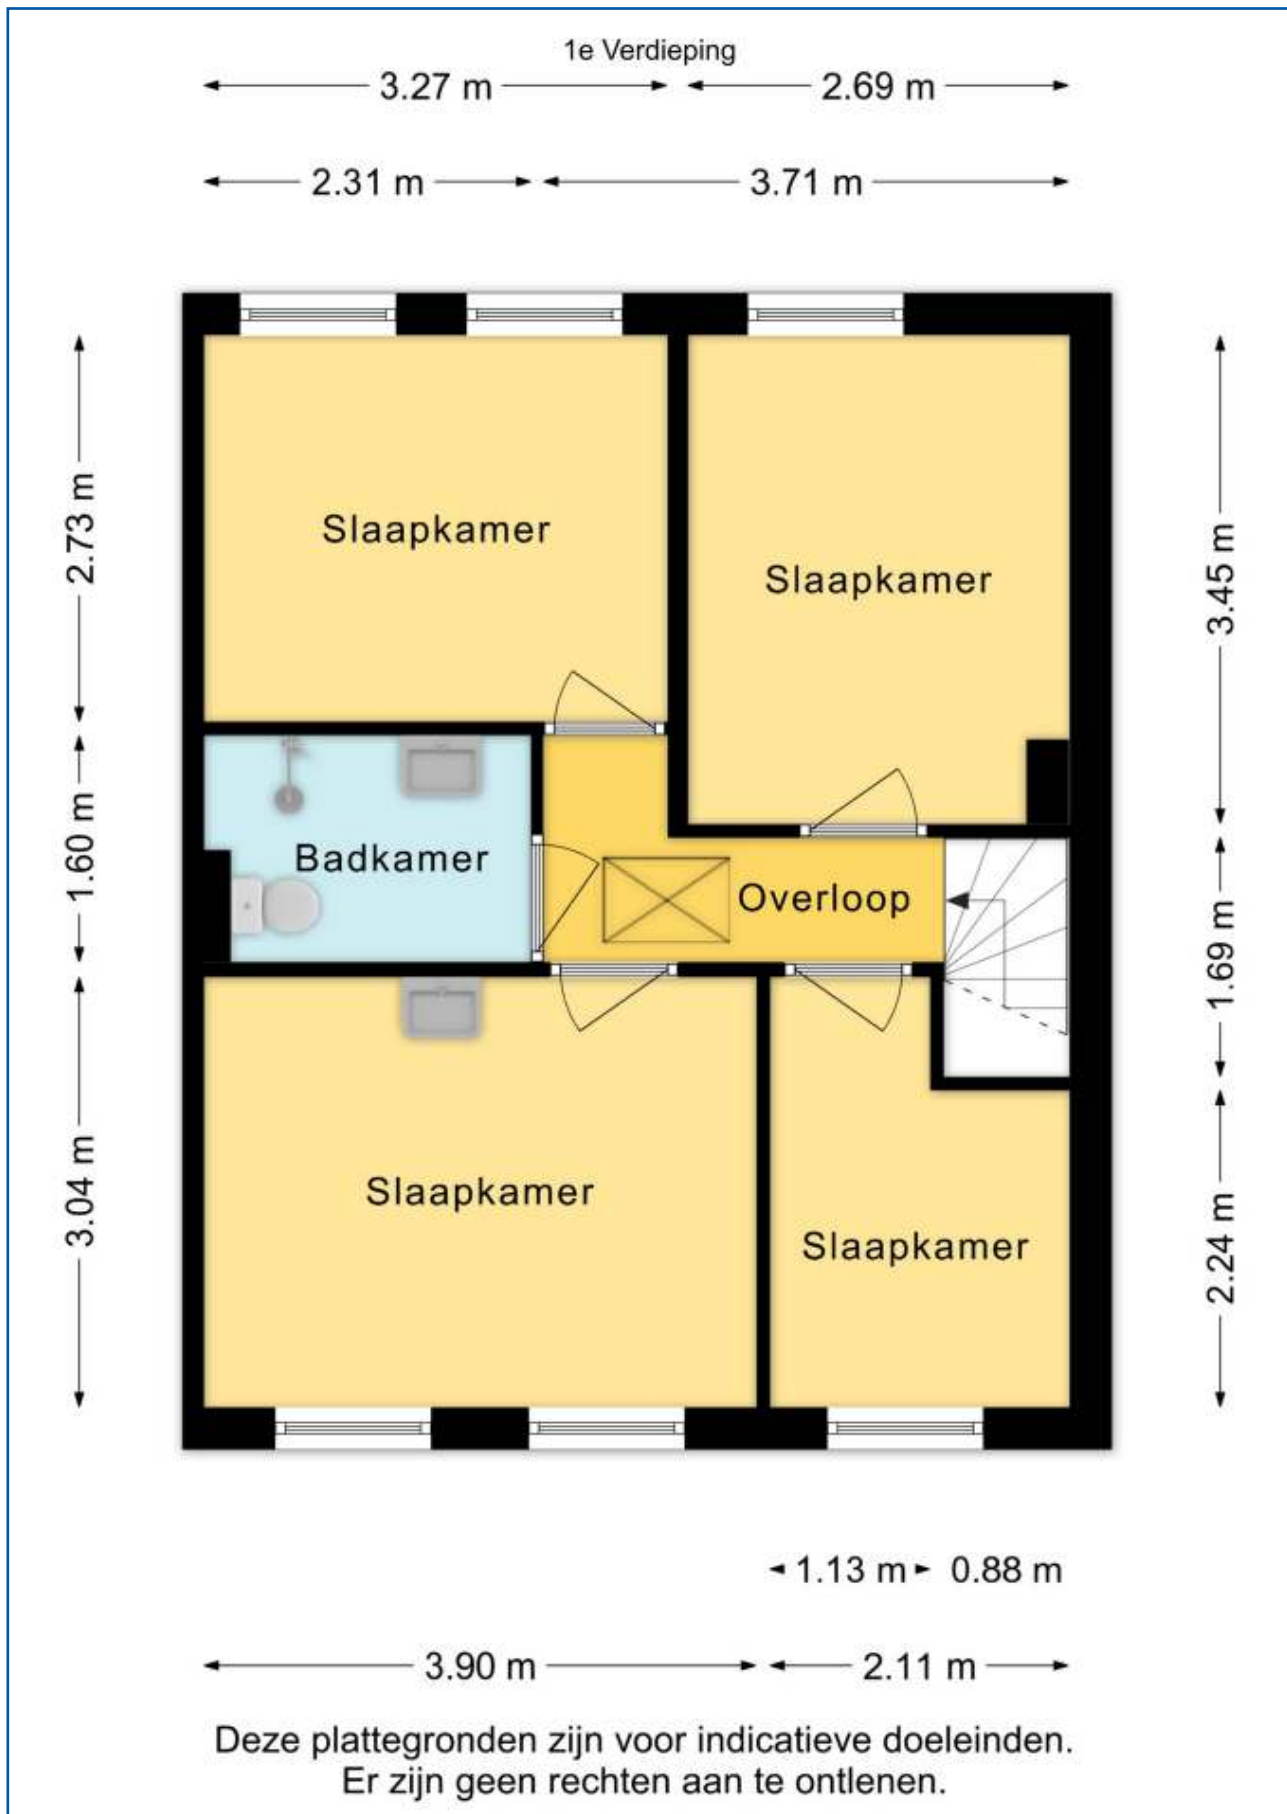 1e Verdieping
3.27 m
2.69 m
2.31 m
3.71 m
2.73 m
Slaapkamer
Slaapkamer
3.45 m
1.60 m
Badkamer
Overloop
1.69 m
3.04 m
Slaapkamer
Slaapkamer
2.24 m
1.13 m
0.88 m
3.90 m
2.11 m
Deze plattegronden zijn voor indicatieve doeleinden.
Er zijn geen rechten aan te ontlenen.